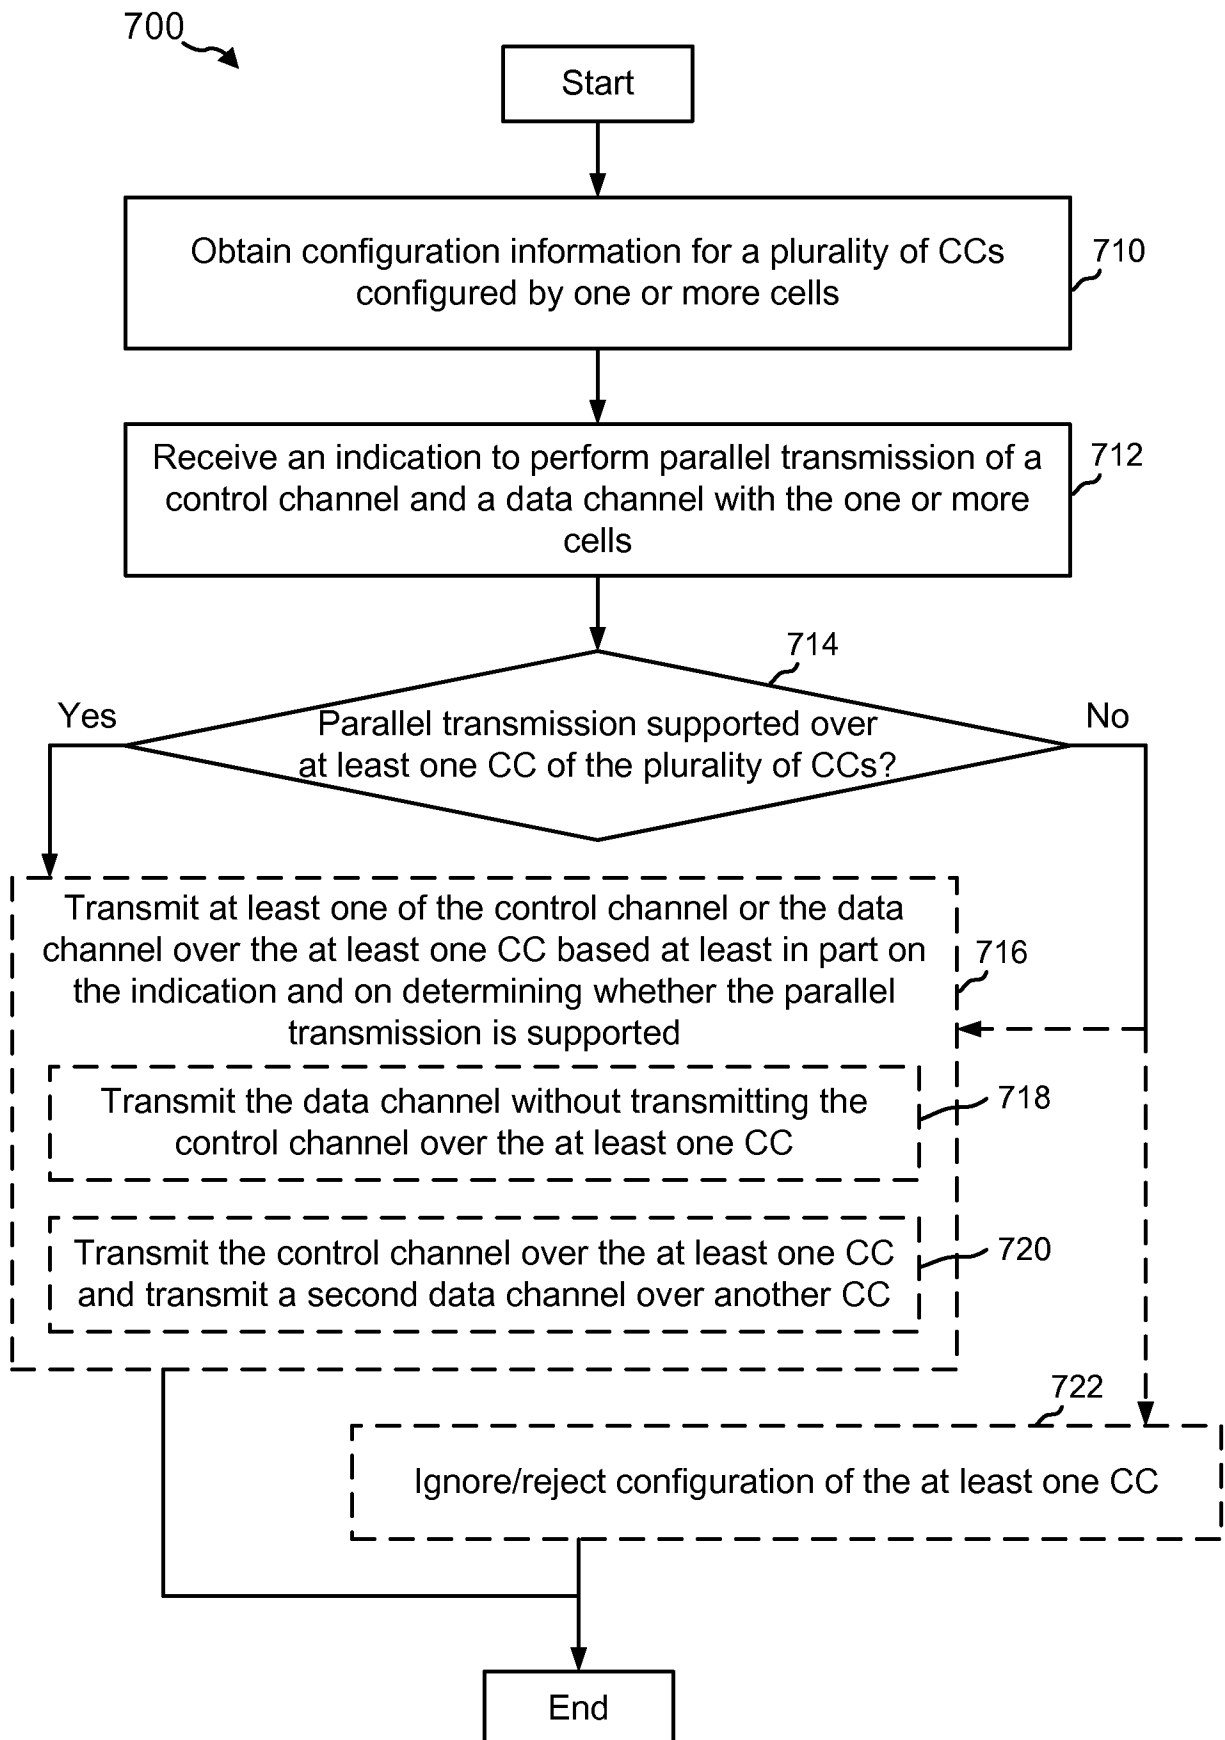 700
Start
Obtain configuration information for a plurality of CCs
configured by one or more cells
710
Receive an indication to perform parallel transmission of a
control channel and a data channel with the one or more
cells
712
714
Yes
Parallel transmission supported over
at least one CC of the plurality of CCs?
No
Transmit at least one of the control channel or the data
channel over the at least one CC based at least in part on
the indication and on determining whether the parallel
transmission is supported
716
Transmit the data channel without transmitting the
control channel over the at least one CC
718
Transmit the control channel over the at least one CC
and transmit a second data channel over another CC
720
722
Ignore/reject configuration of the at least one CC
End